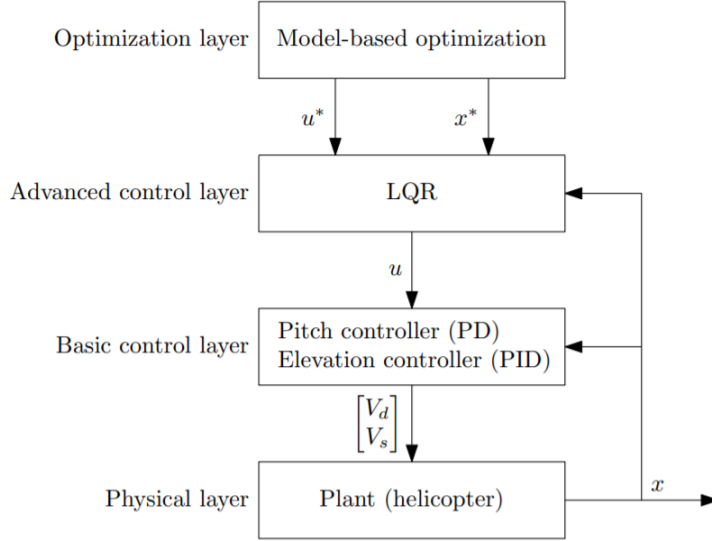 Optimization layer
Model-based optimization
u*
x*
Advanced control layer
LQR
u
Basic control layer
Pitch controller (PD)
Elevation controller (PID)
[V_d
V_s]
Physical layer
Plant (helicopter)
x